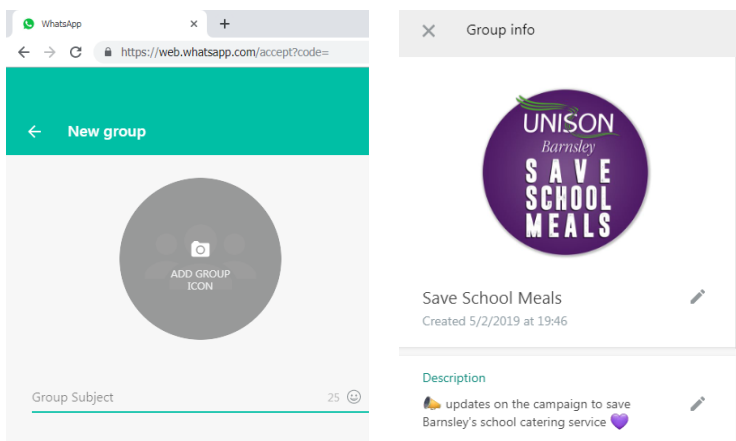 WhatsApp
https://web.whatsapp.com/accept?code=
New group
ADD GROUP
ICON
Group Subject
25
Group info
UNISON
Barnsley
SAVE
SCHOOL
MEALS
Save School Meals
Created 5/2/2019 at 19:46
Description
updates on the campaign to save
Barnsley's school catering service